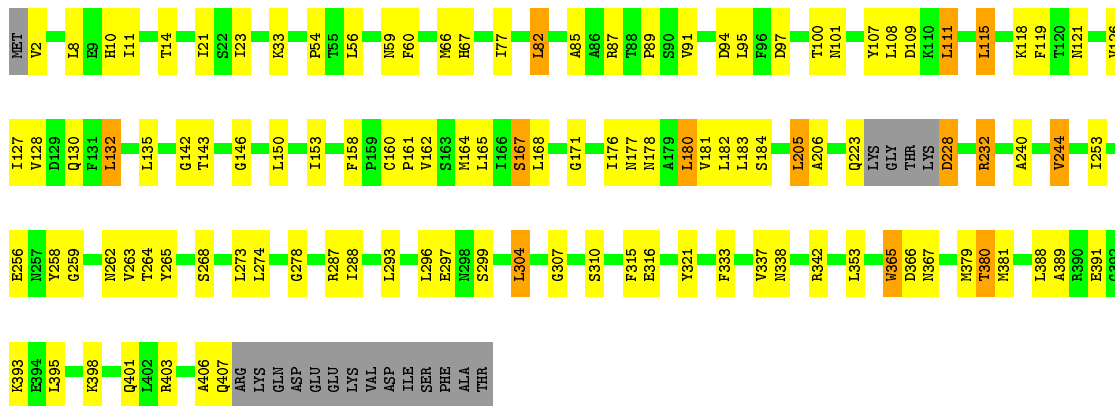 MET V2 L8 E9 H10 I11 T14 I21 S22 I23 K33 P54 T55 L56 N59 F60 M66 H67 I77 L82 A85 A86 R87 T88 P89 S90 V91 D94 L95 F96 D97 T100 N101 Y107 L108 D109 K110 L111 L115 K118 F119 T120 N121
I127 V128 D129 Q130 F131 L132 L135 G142 T143 G146 L150 I153 F158 P159 C160 P161 V162 S163 M164 L165 I166 S167 L168 G171 I176 N177 N178 A179 L180 V181 L182 L183 S184 L205 A206 Q223 LYS GLY THR LYS D228 R232 A240 V244 I253
E256 N257 Y258 G259 N262 V263 T264 Y265 S268 L273 L274 G278 R287 I288 L293 L296 E297 N298 S299 L304 G307 S310 F315 E316 Y321 F333 V337 N338 R342 L353 W365 D366 N367 M379 T380 M381 L388 A389 R390 E391
K393 E394 L395 K398 Q401 L402 R403 A406 Q407 ARG LYS GLN ASP GLU GLU LYS VAL ASP ILE SER PHE ALA THR